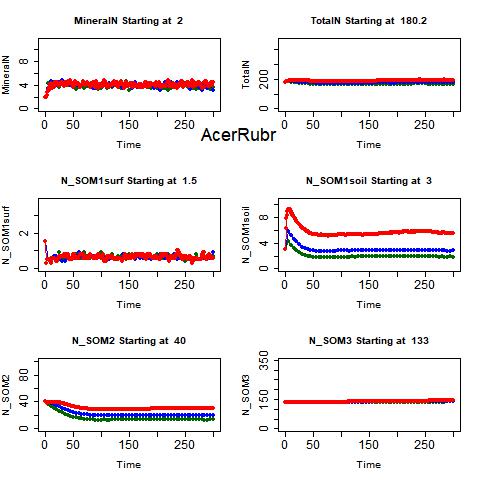 MineralN Starting at 2
TotalN Starting at 180.2
MineralN
0 4 8
0 50 150 250
Time
TotalN
0 200
0 50 150 250
Time
AcerRubr
N_SOM1surf Starting at 1.5
N_SOM1soil Starting at 3
N_SOM1surf
0 2
0 50 150 250
Time
N_SOM1soil
0 4 8
0 50 150 250
Time
N_SOM2 Starting at 40
N_SOM3 Starting at 133
N_SOM2
0 40 80
0 50 150 250
Time
N_SOM3
0 150 350
0 50 150 250
Time